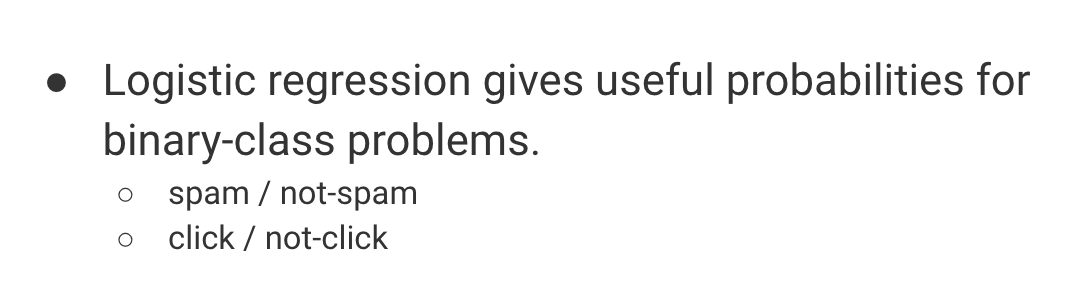 ● Logistic regression gives useful probabilities for
binary-class problems.
○ spam / not-spam
○ click / not-click